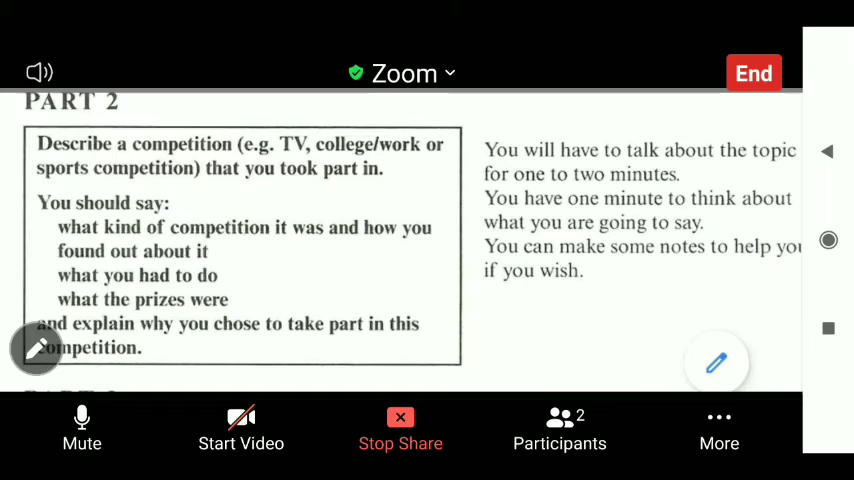 Zoom
End
PART 2
Describe a competition (e.g. TV, college/work or
sports competition) that you took part in.
You should say:
what kind of competition it was and how you
found out about it
what you had to do
what the prizes were
and explain why you chose to take part in this
competition.
You will have to talk about the topic
for one to two minutes.
You have one minute to think about
what you are going to say.
You can make some notes to help you
if you wish.
Mute
Start Video
Stop Share
2
Participants
More